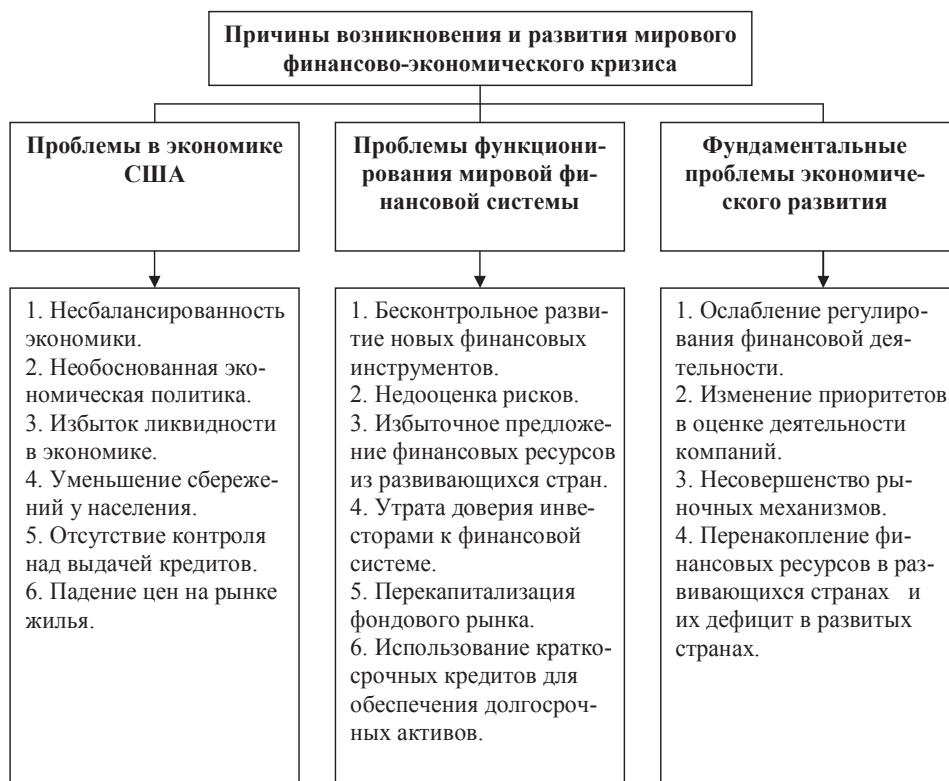 Причины возникновения и развития мирового
финансово-экономического кризиса
Проблемы в экономике
США
Проблемы функциони-
рования мировой фи-
нансовой системы
Фундаментальные
проблемы экономиче-
ского развития
1. Несбалансированность
экономики.
2. Необоснованная эко-
номическая политика.
3. Избыток ликвидности
в экономике.
4. Уменьшение сбереже-
ний у населения.
5. Отсутствие контроля
над выдачей кредитов.
6. Падение цен на рынке
жилья.
1. Бесконтрольное разви-
тие новых финансовых
инструментов.
2. Недооценка рисков.
3. Избыточное предложе-
ние финансовых ресурсов
из развивающихся стран.
4. Утрата доверия инве-
сторами к финансовой
системе.
5. Перекапитализация
фондового рынка.
6. Использование кратко-
срочных кредитов для
обеспечения долгосроч-
ных активов.
1. Ослабление регулиро-
вания финансовой дея-
тельности.
2. Изменение приоритетов
в оценке деятельности
компаний.
3. Несовершенство ры-
ночных механизмов.
4. Перенакопление фи-
нансовых ресурсов в раз-
вивающихся странах и
их дефицит в развитых
странах.